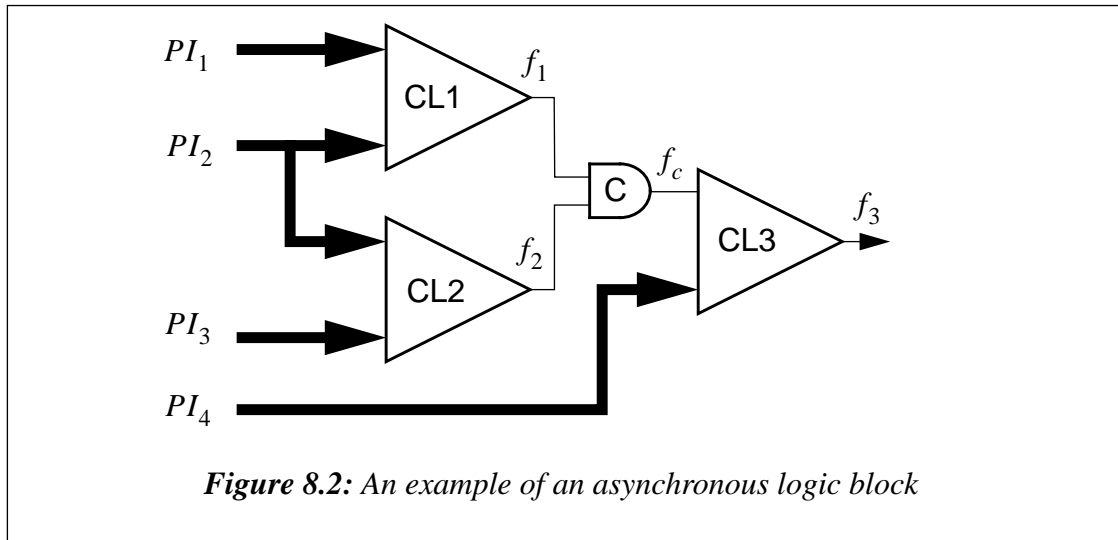 PI₁
f₁
CL1
PI₂
C
f_c
f₃
CL3
f₂
CL2
PI₃
PI₄
Figure 8.2: An example of an asynchronous logic block